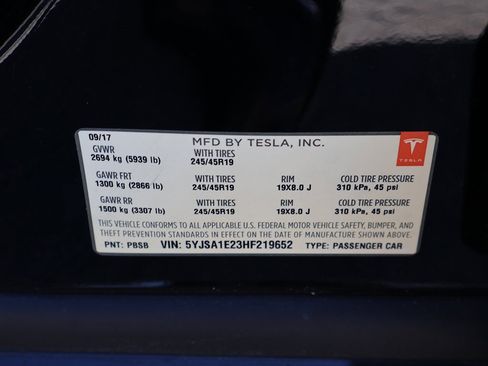 09/17 MFD BY TESLA, INC.
GVWR WITH TIRES
2694 kg (5939 lb) 245/45R19 TESLA
GAWR FRT WITH TIRES RIM COLD TIRE PRESSURE
1300 kg (2866 lb) 245/45R19 19X8.0 J 310 kPa, 45 psi
GAWR RR WITH TIRES RIM COLD TIRE PRESSURE
1500 kg (3307 lb) 245/45R19 19X8.0 J 310 kPa, 45 psi
THIS VEHICLE CONFORMS TO ALL APPLICABLE U.S. FEDERAL MOTOR VEHICLE SAFETY, BUMPER, AND
THEFT PREVENTION STANDARDS IN EFFECT ON THE DATE OF MANUFACTURE SHOWN ABOVE.
PNT: PBSB VIN: 5YJSA1E23HF219652 TYPE: PASSENGER CAR